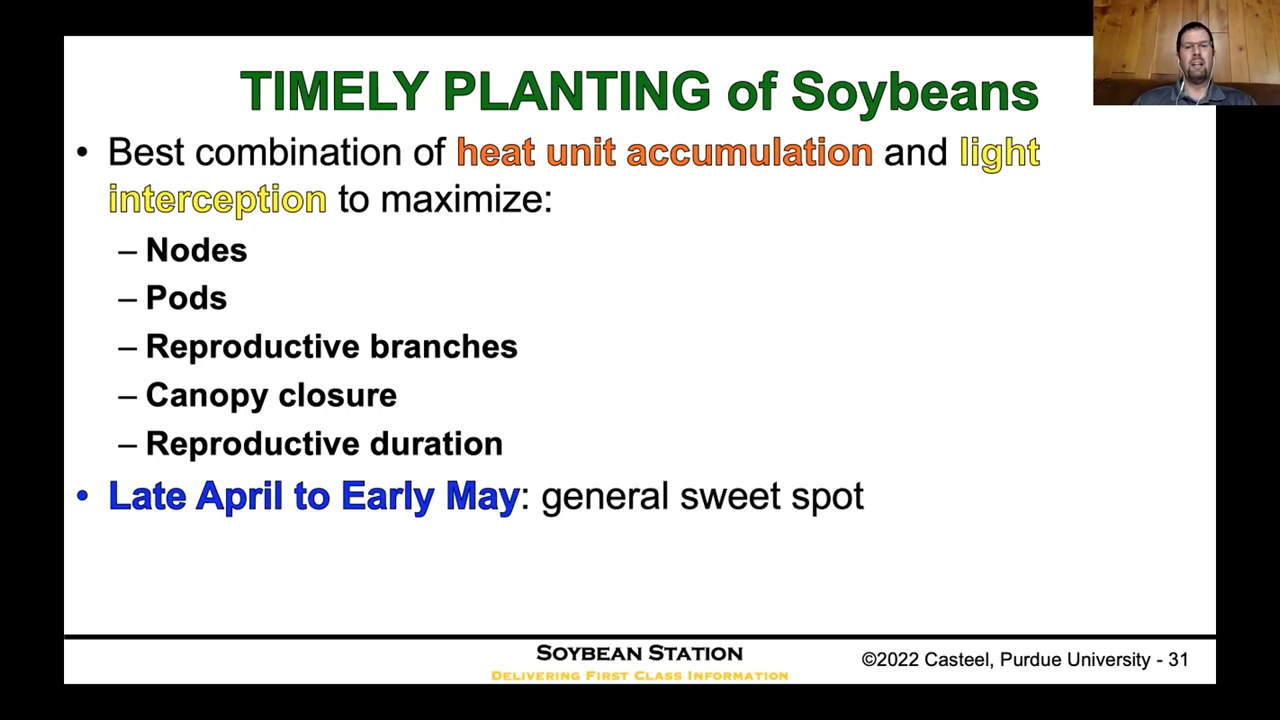 TIMELY PLANTING of Soybeans
• Best combination of heat unit accumulation and light
interception to maximize:
– Nodes
– Pods
– Reproductive branches
– Canopy closure
– Reproductive duration
• Late April to Early May: general sweet spot
SOYBEAN STATION
DELIVERING FIRST CLASS INFORMATION
©2022 Casteel, Purdue University - 31